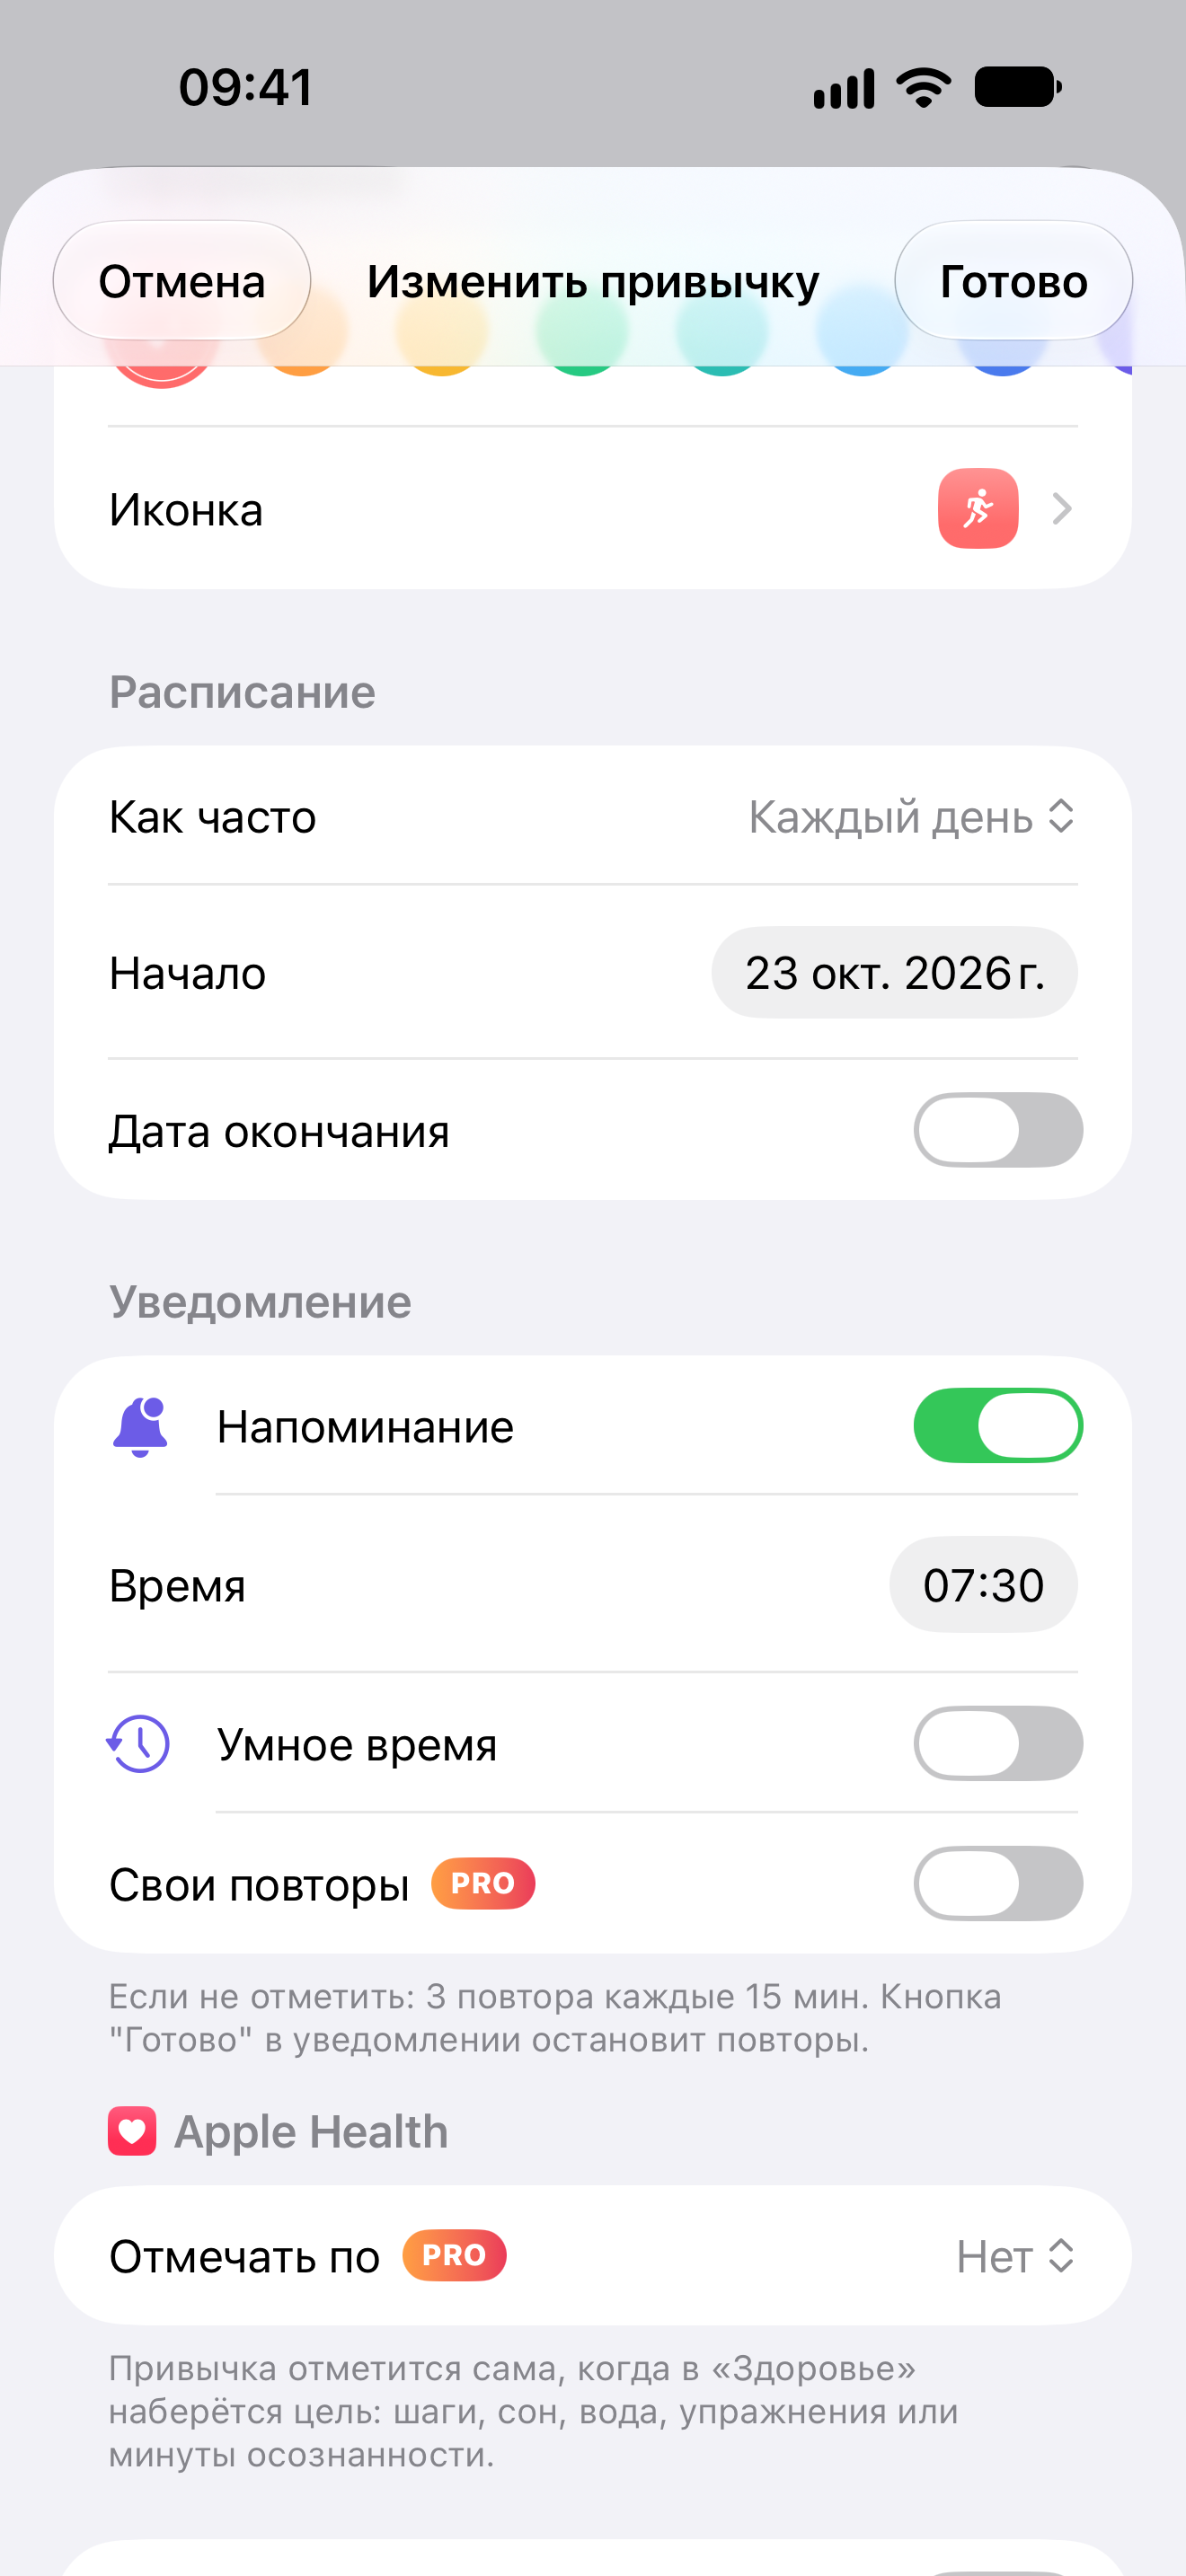 09:41
Отмена
Изменить привычку
Готово
Иконка
Расписание
Как часто
Каждый день
Начало
23 окт. 2026 г.
Дата окончания
Уведомление
Напоминание
Время
07:30
Умное время
Свои повторы PRO
Если не отметить: 3 повтора каждые 15 мин. Кнопка
"Готово" в уведомлении остановит повторы.
Apple Health
Отмечать по PRO
Нет
Привычка отметится сама, когда в «Здоровье»
наберётся цель: шаги, сон, вода, упражнения или
минуты осознанности.